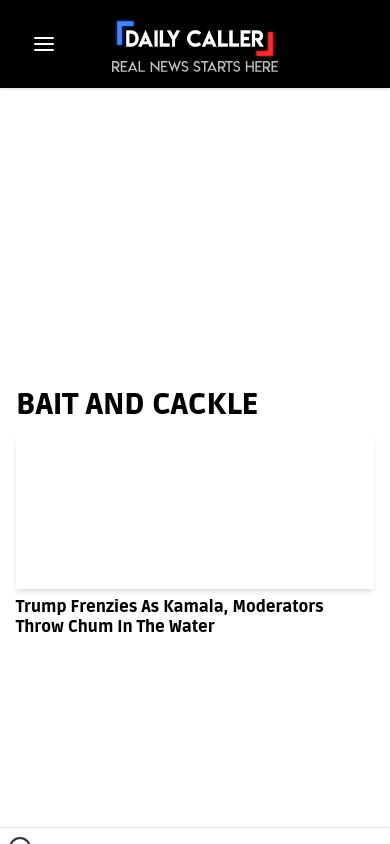 DAILY CALLER
REAL NEWS STARTS HERE
BAIT AND CACKLE
Trump Frenzies As Kamala, Moderators
Throw Chum In The Water